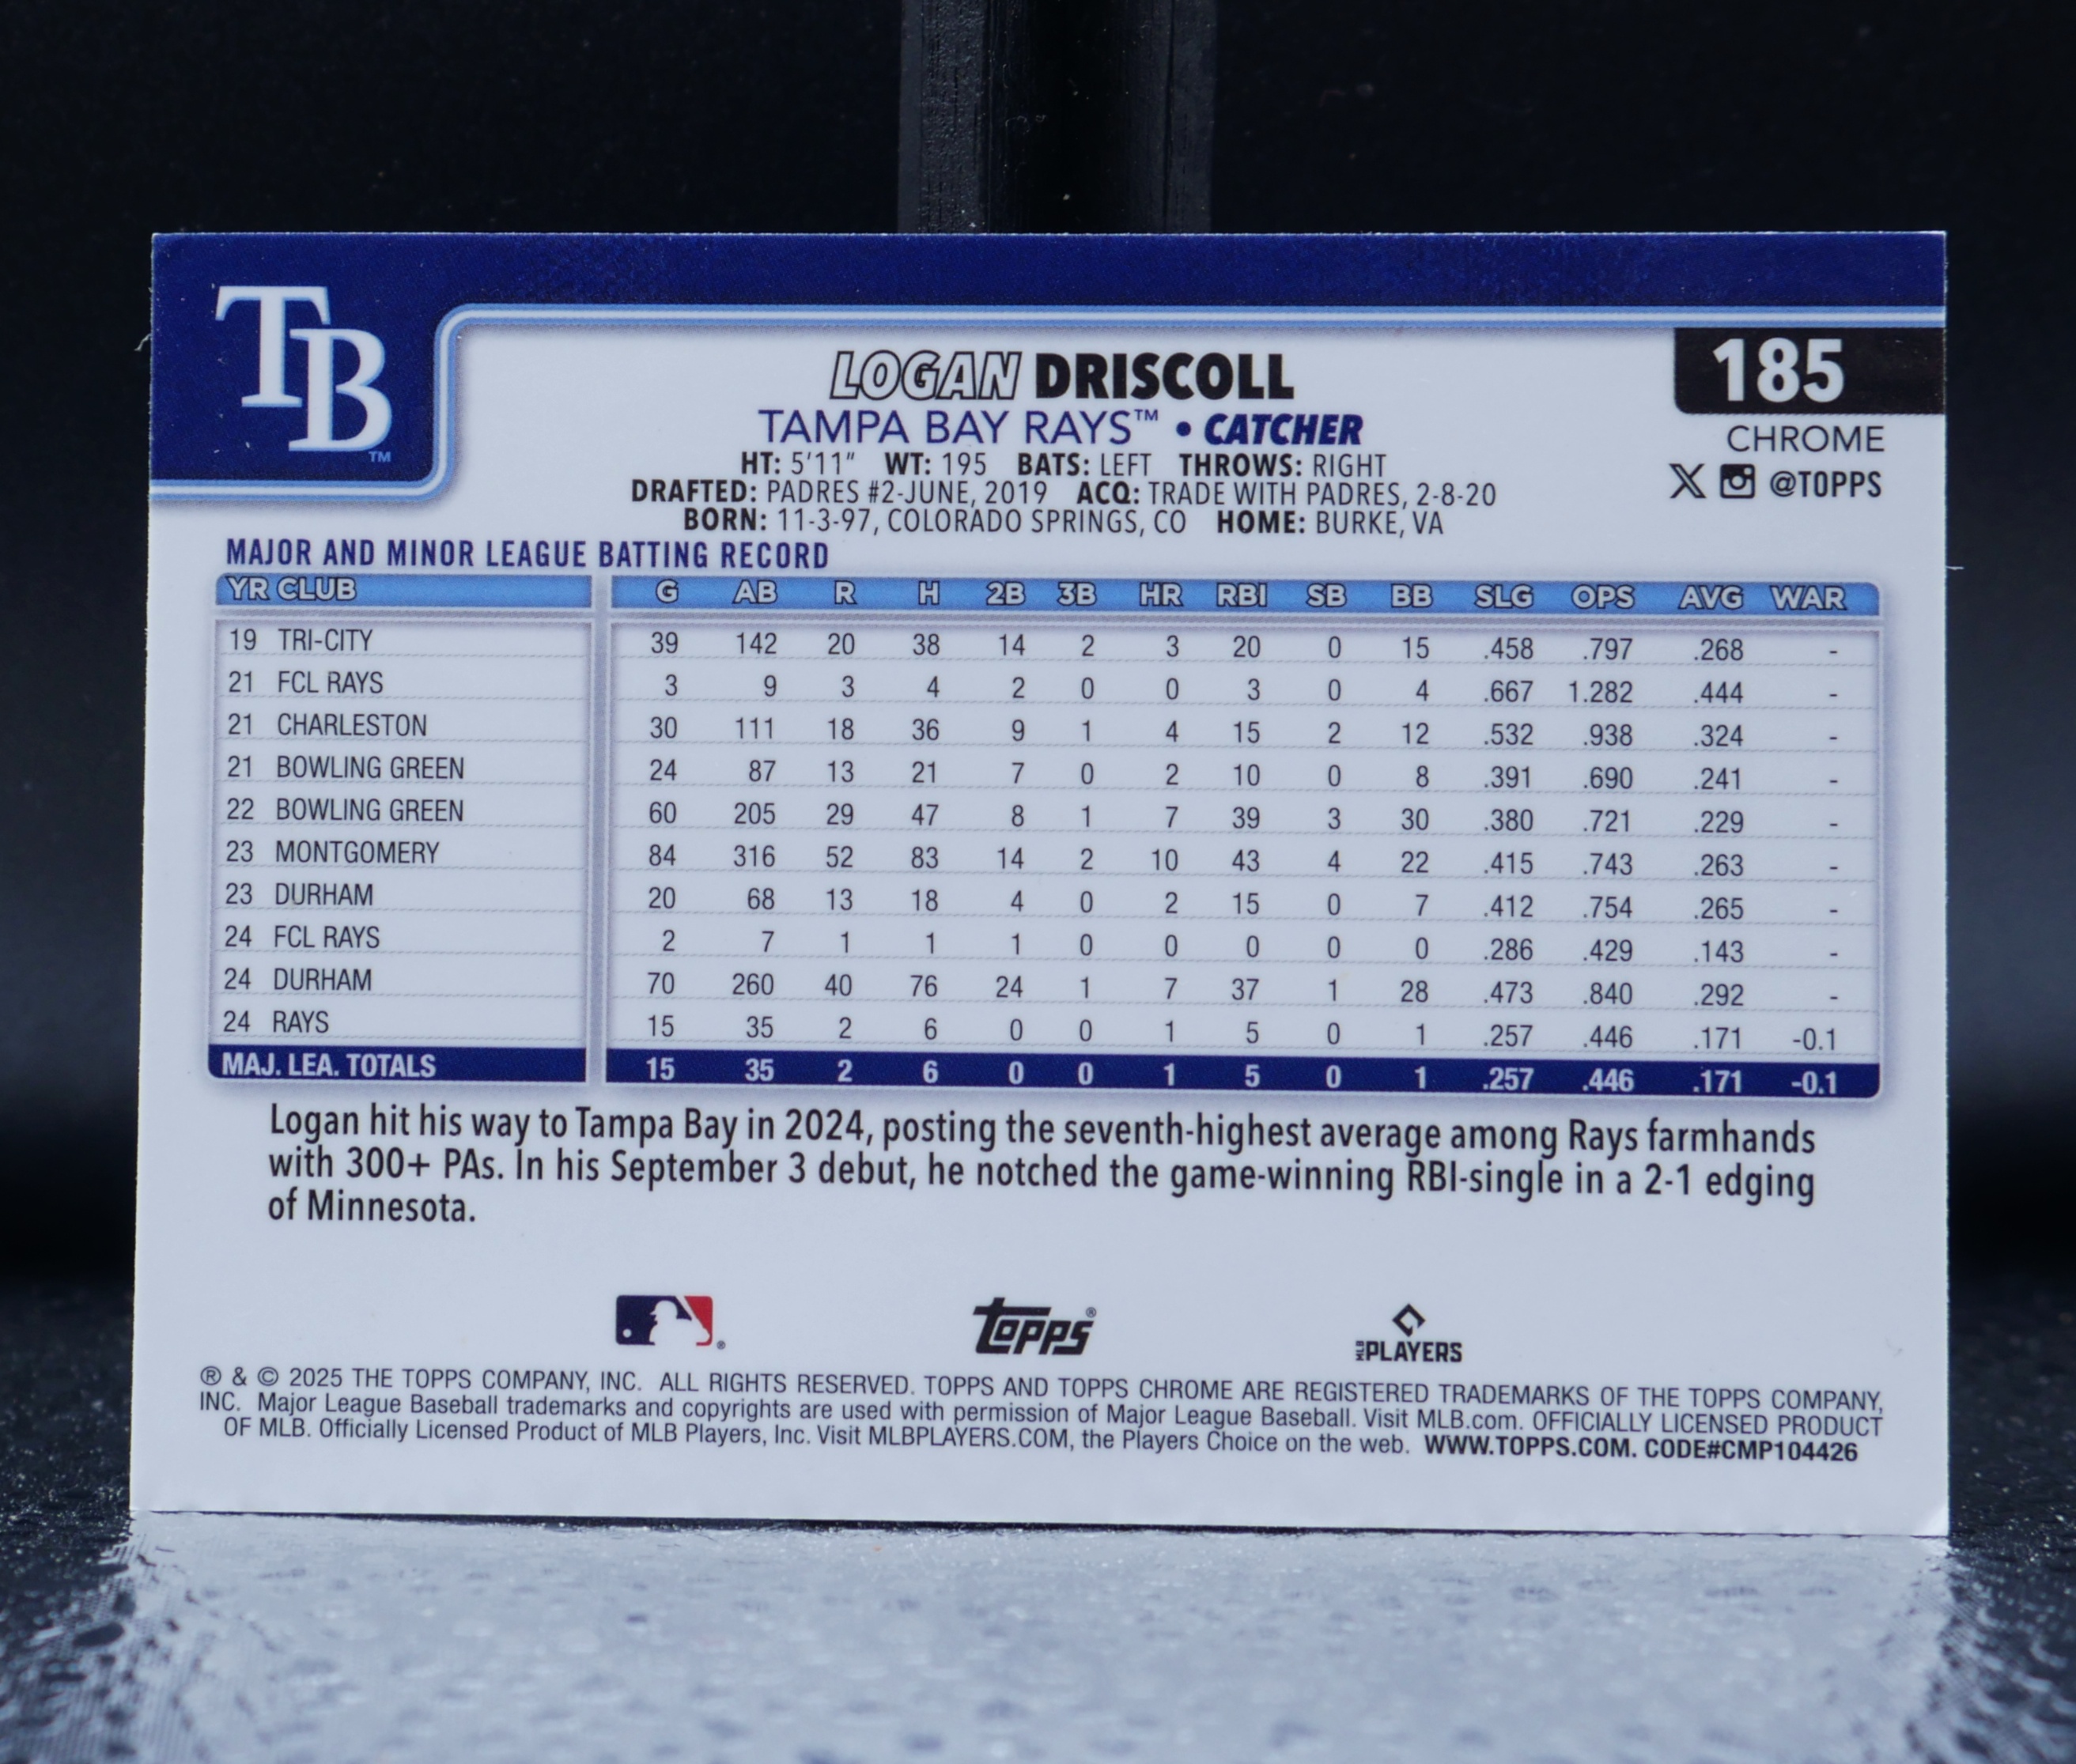 TB™
LOGAN DRISCOLL
185
TAMPA BAY RAYS™ • CATCHER
CHROME
HT: 5'11" WT: 195 BATS: LEFT THROWS: RIGHT
@TOPPS
DRAFTED: PADRES #2-JUNE, 2019 ACQ: TRADE WITH PADRES, 2-8-20
BORN: 11-3-97, COLORADO SPRINGS, CO HOME: BURKE, VA
MAJOR AND MINOR LEAGUE BATTING RECORD
YR CLUB G AB R H 2B 3B HR RBI SB BB SLG OPS AVG WAR
19 TRI-CITY 39 142 20 38 14 2 3 20 0 15 .458 .797 .268 -
21 FCL RAYS 3 9 3 4 2 0 0 3 0 4 .667 1.282 .444 -
21 CHARLESTON 30 111 18 36 9 1 4 15 2 12 .532 .938 .324 -
21 BOWLING GREEN 24 87 13 21 7 0 2 10 0 8 .391 .690 .241 -
22 BOWLING GREEN 60 205 29 47 8 1 7 39 3 30 .380 .721 .229 -
23 MONTGOMERY 84 316 52 83 14 2 10 43 4 22 .415 .743 .263 -
23 DURHAM 20 68 13 18 4 0 2 15 0 7 .412 .754 .265 -
24 FCL RAYS 2 7 1 1 1 0 0 0 0 0 .286 .429 .143 -
24 DURHAM 70 260 40 76 24 1 7 37 1 28 .473 .840 .292 -
24 RAYS 15 35 2 6 0 0 1 5 0 1 .257 .446 .171 -0.1
MAJ. LEA. TOTALS 15 35 2 6 0 0 1 5 0 1 .257 .446 .171 -0.1
Logan hit his way to Tampa Bay in 2024, posting the seventh-highest average among Rays farmhands
with 300+ PAs. In his September 3 debut, he notched the game-winning RBI-single in a 2-1 edging
of Minnesota.
® topps® MLB PLAYERS
® & © 2025 THE TOPPS COMPANY, INC. ALL RIGHTS RESERVED. TOPPS AND TOPPS CHROME ARE REGISTERED TRADEMARKS OF THE TOPPS COMPANY,
INC. Major League Baseball trademarks and copyrights are used with permission of Major League Baseball. Visit MLB.com. OFFICIALLY LICENSED PRODUCT
OF MLB. Officially Licensed Product of MLB Players, Inc. Visit MLBPLAYERS.COM, the Players Choice on the web. WWW.TOPPS.COM. CODE#CMP104426